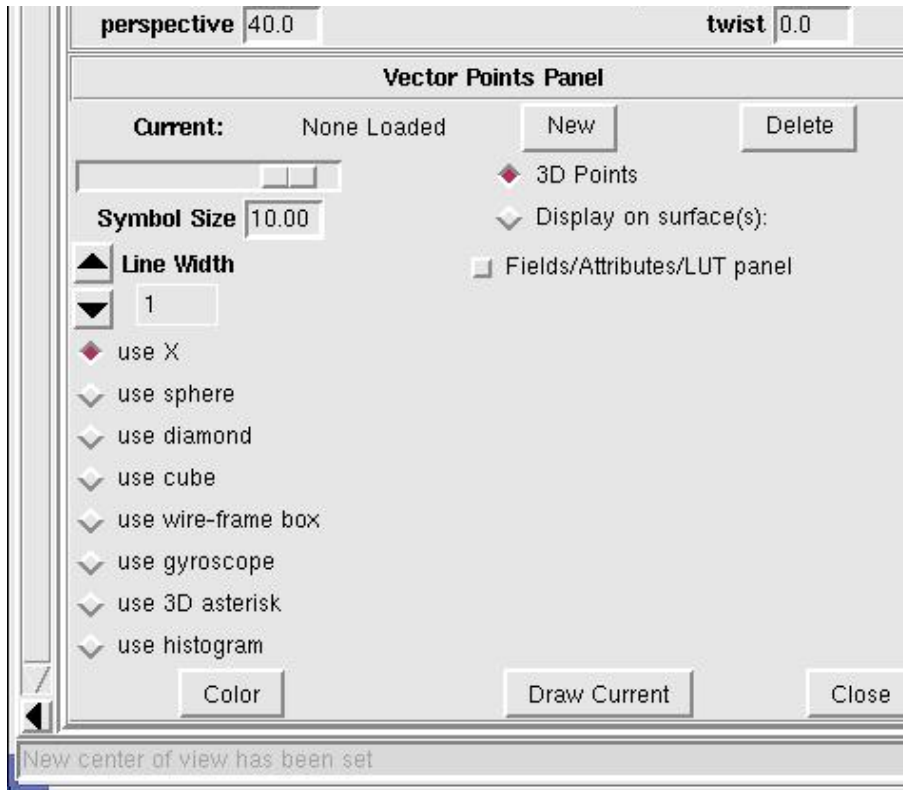 perspective 40.0 twist 0.0
Vector Points Panel
Current: None Loaded New Delete
3D Points
Symbol Size 10.00 Display on surface(s):
Line Width Fields/Attributes/LUT panel
1
use X
use sphere
use diamond
use cube
use wire-frame box
use gyroscope
use 3D asterisk
use histogram
Color Draw Current Close
New center of view has been set